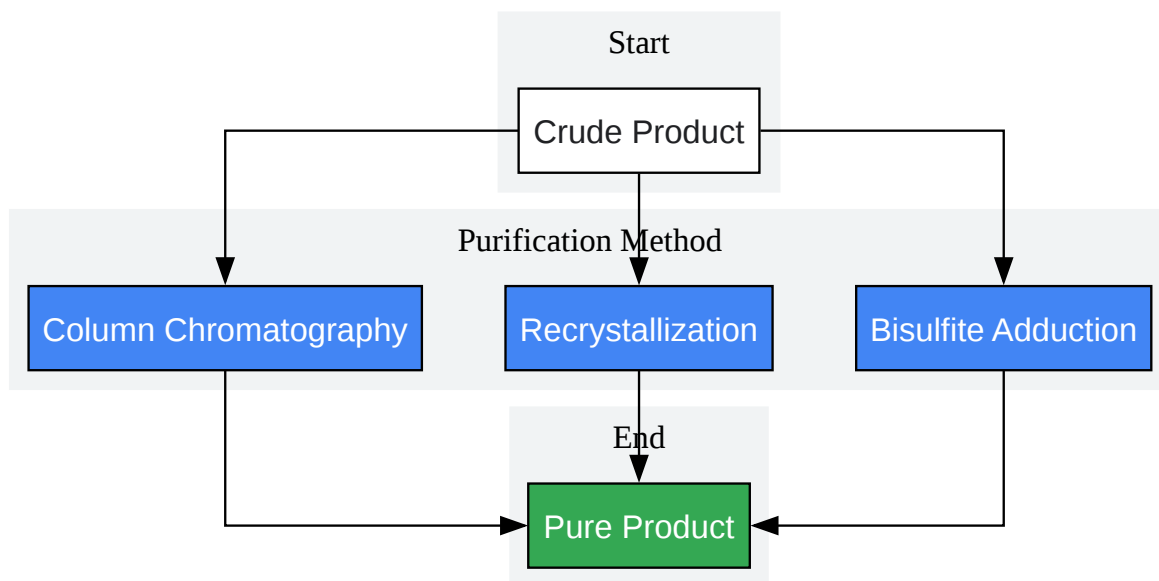 Start
Crude Product
Purification Method
Column Chromatography
Recrystallization
Bisulfite Adduction
End
Pure Product